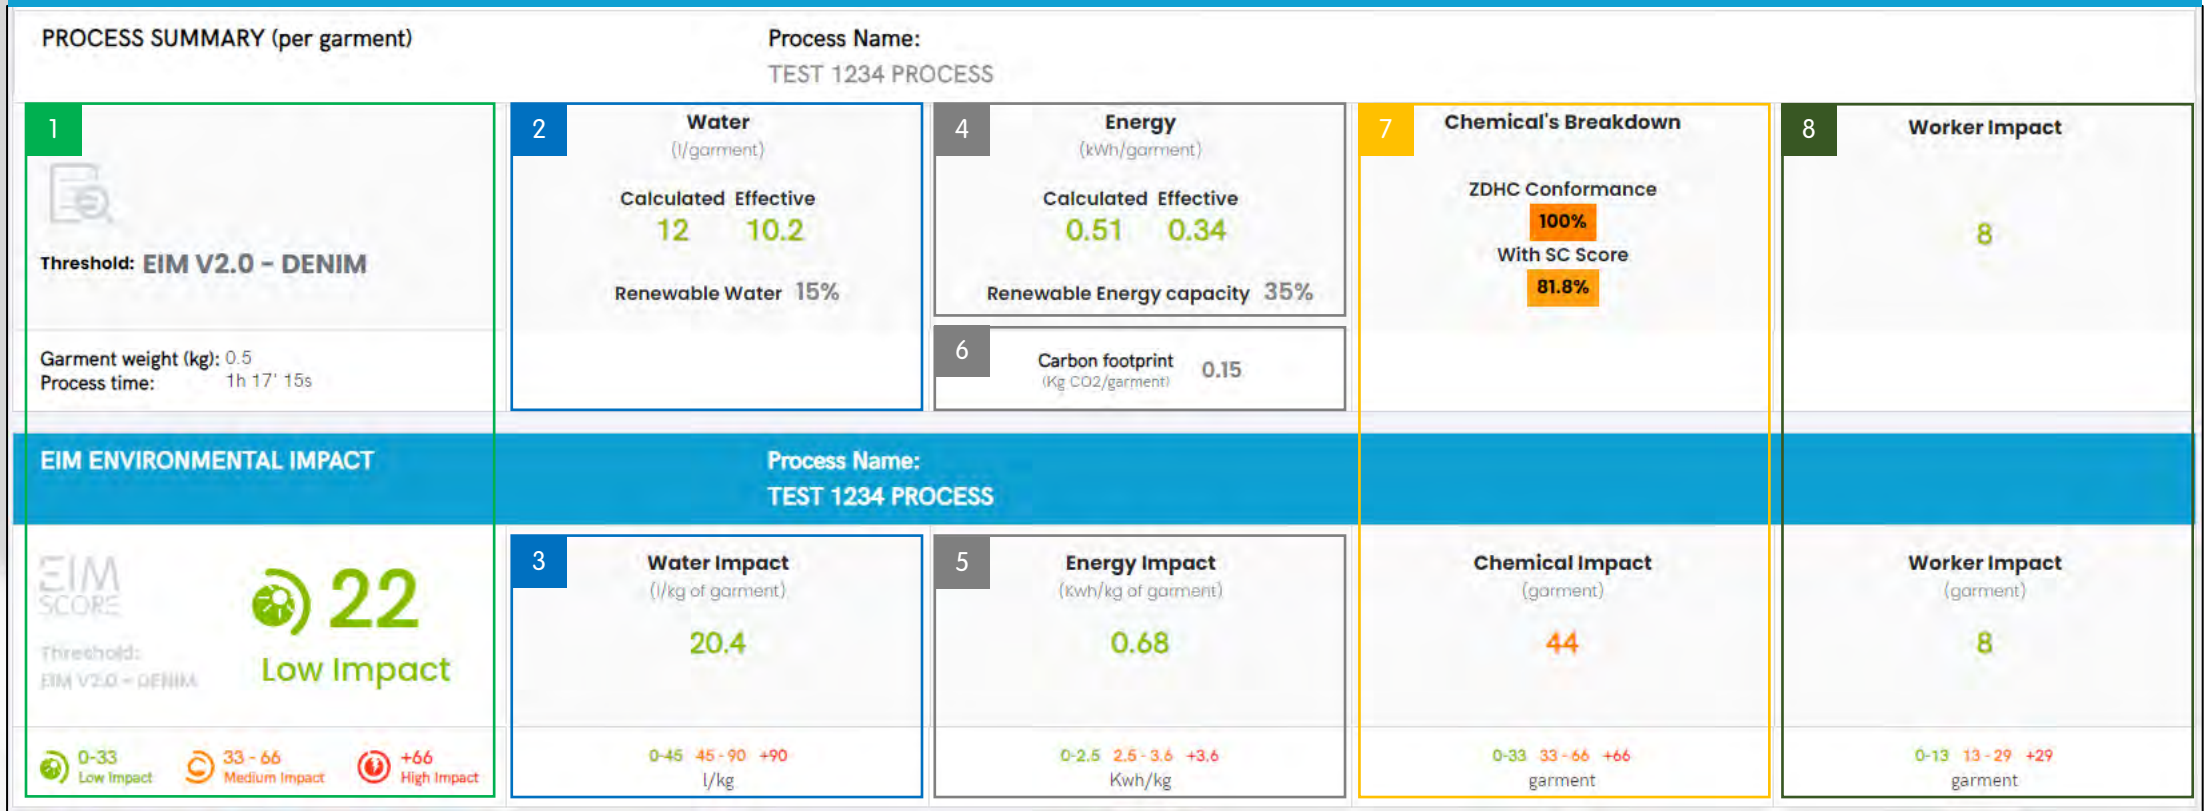 PROCESS SUMMARY (per garment)
Process Name:
TEST 1234 PROCESS
1
Threshold: EIM V2.0 - DENIM
Garment weight (kg): 0.5
Process time: 1h 17' 15s
2
Water
(l/garment)
Calculated Effective
12 10.2
Renewable Water 15%
4
Energy
(kWh/garment)
Calculated Effective
0.51 0.34
Renewable Energy capacity 35%
6
Carbon footprint 0.15
(Kg CO2/garment)
7
Chemical's Breakdown
ZDHC Conformance
100%
With SC Score
81.8%
8
Worker Impact
8
EIM ENVIRONMENTAL IMPACT
Process Name:
TEST 1234 PROCESS
EIM
SCORE
22
Low Impact
Threshold:
EIM V2.0 - DENIM
0-33
Low Impact
33 - 66
Medium Impact
+66
High Impact
3
Water Impact
(l/kg of garment)
20.4
0-45 45 - 90 +90
l/kg
5
Energy Impact
(Kwh/kg of garment)
0.68
0-2.5 2.5 - 3.6 +3.6
Kwh/kg
Chemical Impact
(garment)
44
0-33 33 - 66 +66
garment
Worker Impact
(garment)
8
0-13 13 - 29 +29
garment